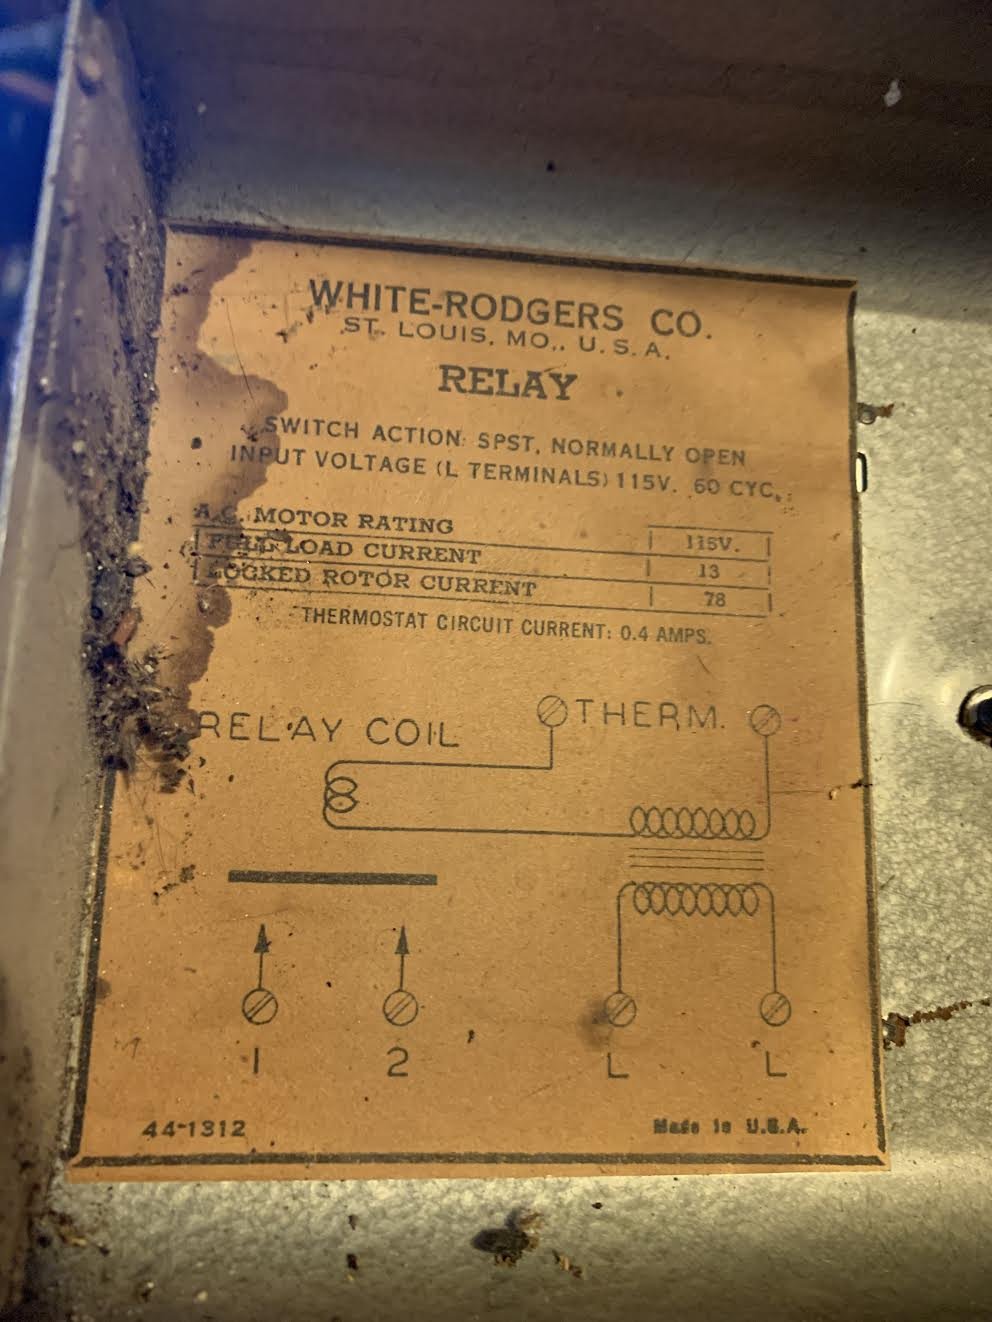 WHITE-RODGERS CO.
ST. LOUIS, MO., U.S.A.
RELAY
SWITCH ACTION: SPST, NORMALLY OPEN
INPUT VOLTAGE (L TERMINALS) 115V. 60 CYC.
A.C. MOTOR RATING 115V.
FULL LOAD CURRENT 13
LOCKED ROTOR CURRENT 78
THERMOSTAT CIRCUIT CURRENT: 0.4 AMPS.
RELAY COIL THERM.
1 2 L L
44-1312 Made in U.S.A.